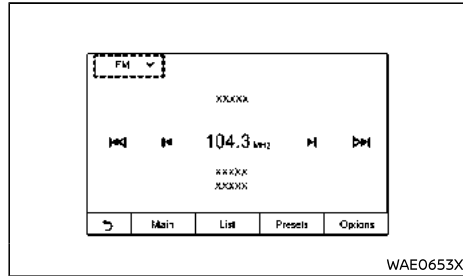 FM
XXXXX
104.3 MHz
XXXXX
XXXXX
Main List Presets Options
WAE0653X